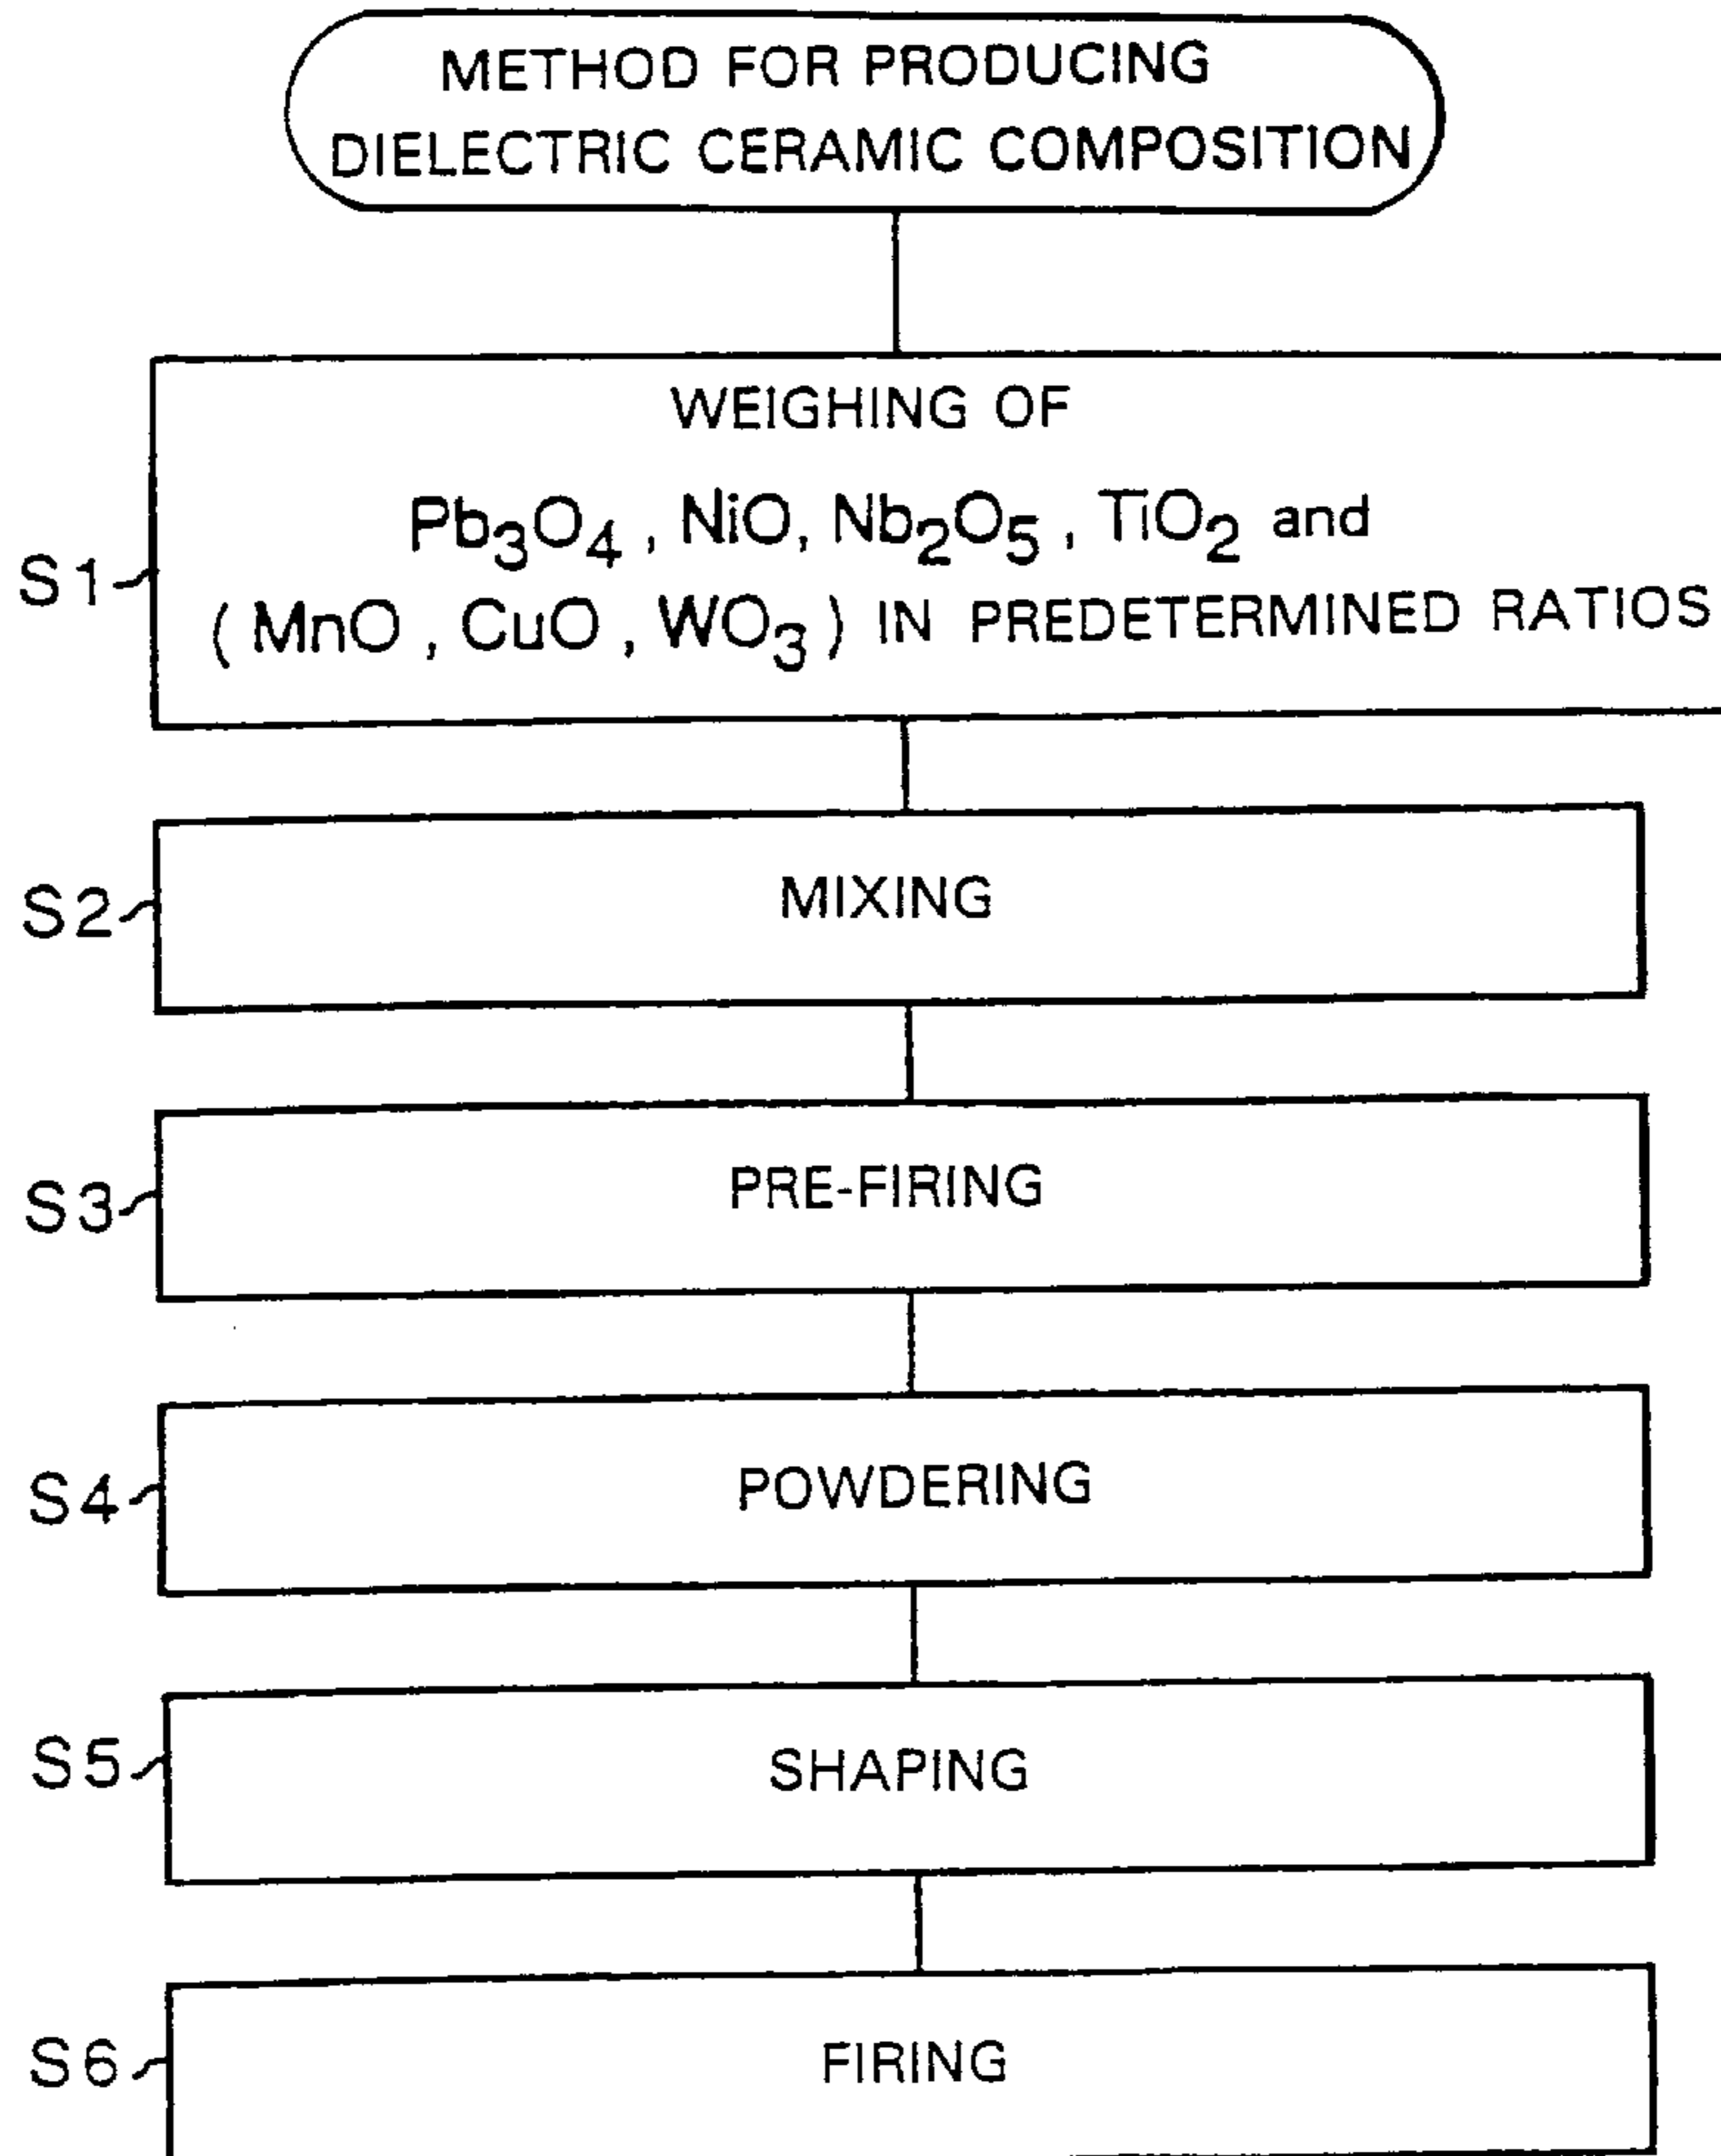 METHOD FOR PRODUCING
DIELECTRIC CERAMIC COMPOSITION
WEIGHING OF
Pb₃O₄, NiO, Nb₂O₅, TiO₂ and
S1
(MnO, CuO, WO₃) IN PREDETERMINED RATIOS
S2
MIXING
S3
PRE-FIRING
S4
POWDERING
S5
SHAPING
S6
FIRING